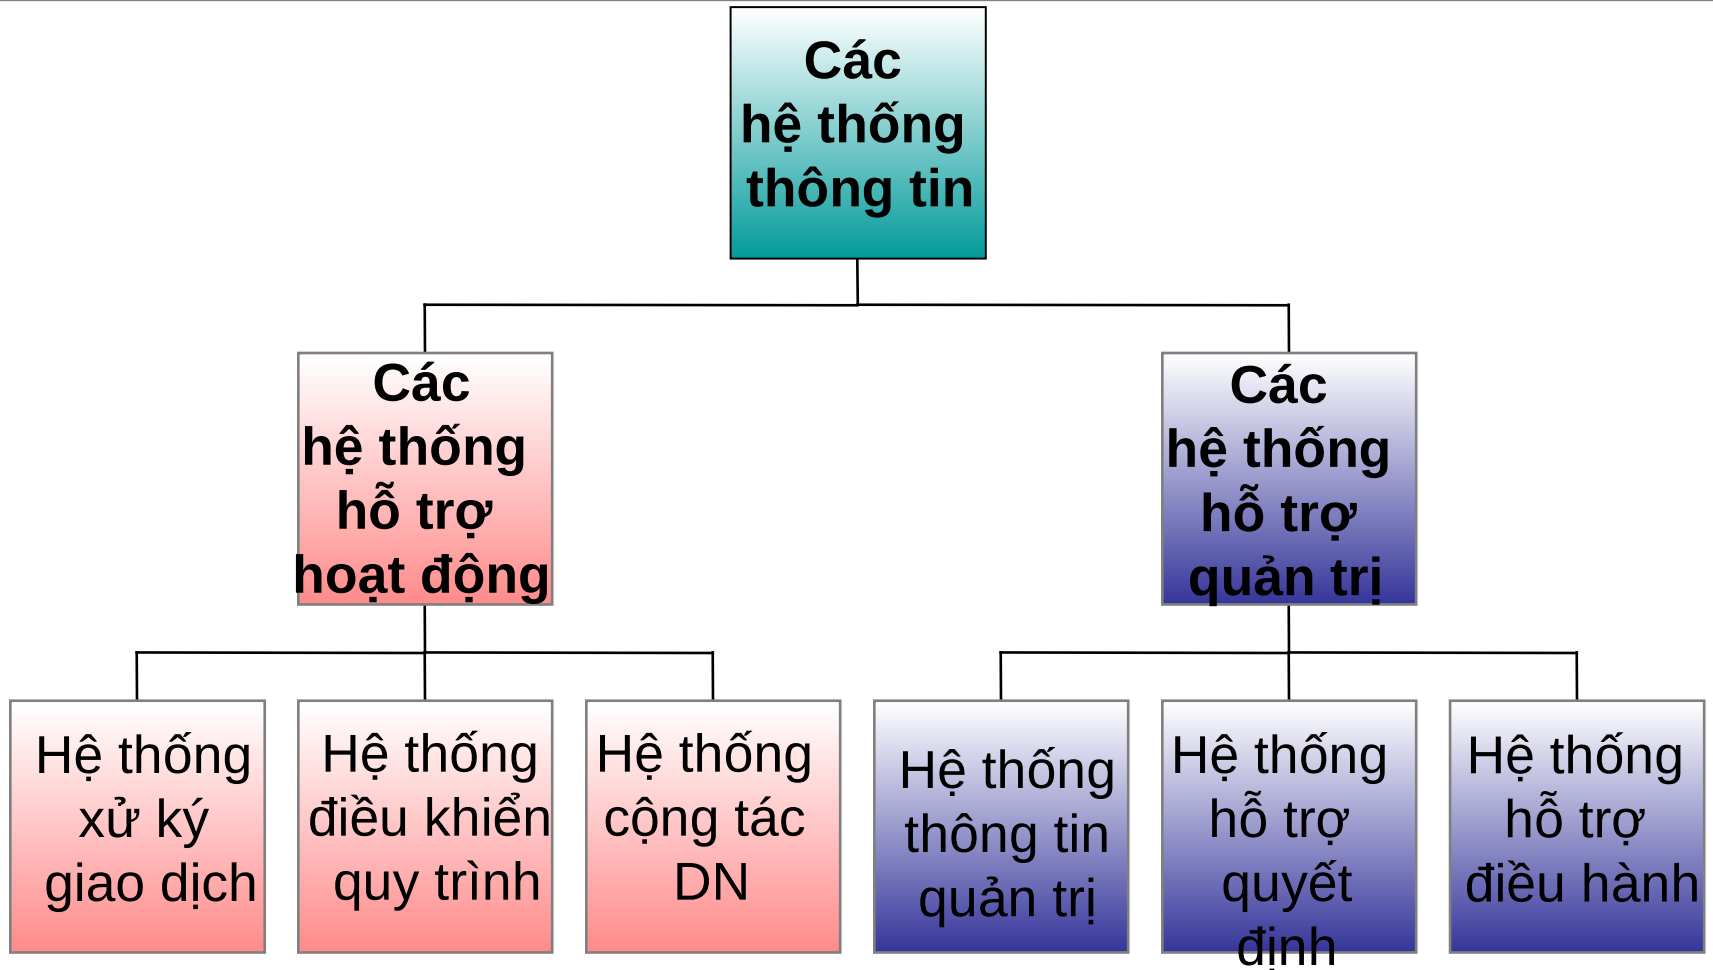 Các
hệ thống
thông tin
Các
hệ thống
hỗ trợ
hoạt động
Các
hệ thống
hỗ trợ
quản trị
Hệ thống
xử ký
giao dịch
Hệ thống
điều khiển
quy trình
Hệ thống
cộng tác
DN
Hệ thống
thông tin
quản trị
Hệ thống
hỗ trợ
quyết
định
Hệ thống
hỗ trợ
điều hành